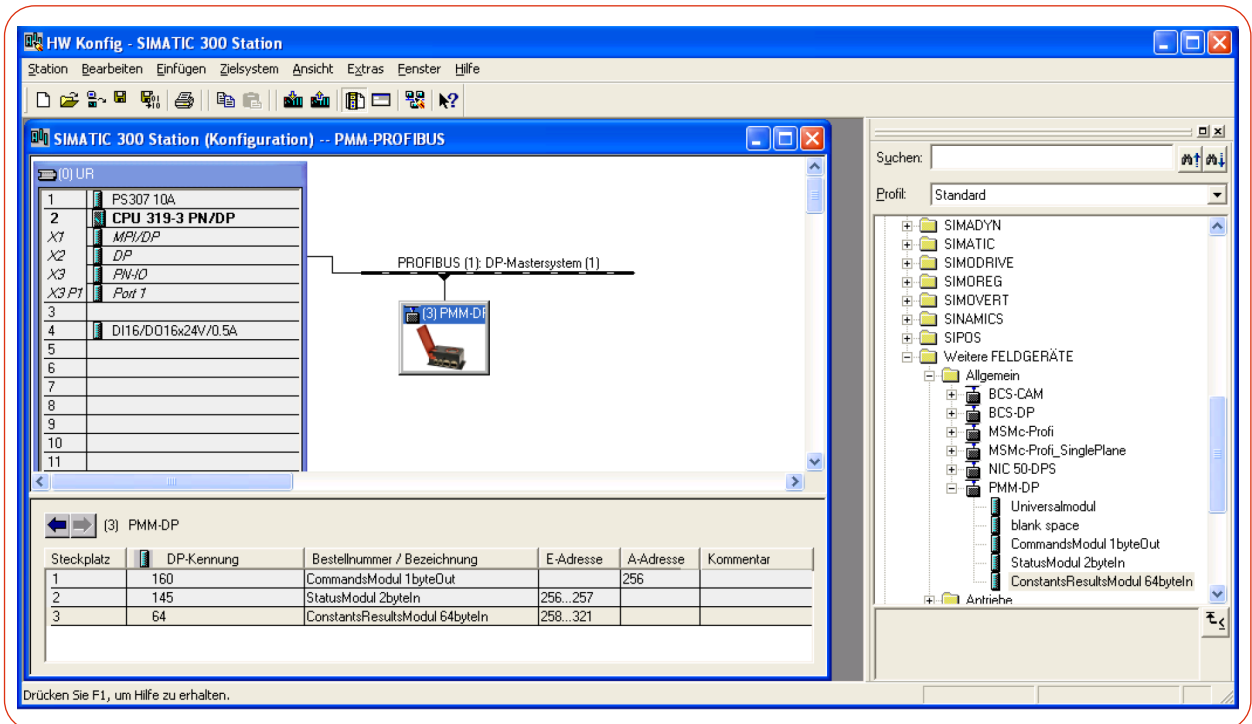 HW Konfig - SIMATIC 300 Station
Station Bearbeiten Einfügen Zielsystem Ansicht Extras Fenster Hilfe
SIMATIC 300 Station (Konfiguration) -- PMM-PROFIBUS
(0) UR
1 PS307 10A
2 CPU 319-3 PN/DP
X1 MPI/DP
X2 DP
X3 PN-IO
X3 P1 Port 1
3
4 DI16/DO16x24V/0.5A
5
6
7
8
9
10
11
PROFIBUS (1): DP-Mastersystem (1)
(3) PMM-DP
(3) PMM-DP
Steckplatz DP-Kennung Bestellnummer / Bezeichnung E-Adresse A-Adresse Kommentar
1 160 CommandsModul 1byteOut 256
2 145 StatusModul 2byteIn 256...257
3 64 ConstantsResultsModul 64byteIn 258...321
Suchen:
Profil: Standard
SIMADYN
SIMATIC
SIMODRIVE
SIMOREG
SIMOVERT
SINAMICS
SIPOS
Weitere FELDGERÄTE
Allgemein
BCS-CAM
BCS-DP
MSMc-Profi
MSMc-Profi_SinglePlane
NIC 50-DPS
PMM-DP
Universalmodul
blank space
CommandsModul 1byteOut
StatusModul 2byteIn
ConstantsResultsModul 64byteIn
Antriebe
Drücken Sie F1, um Hilfe zu erhalten.